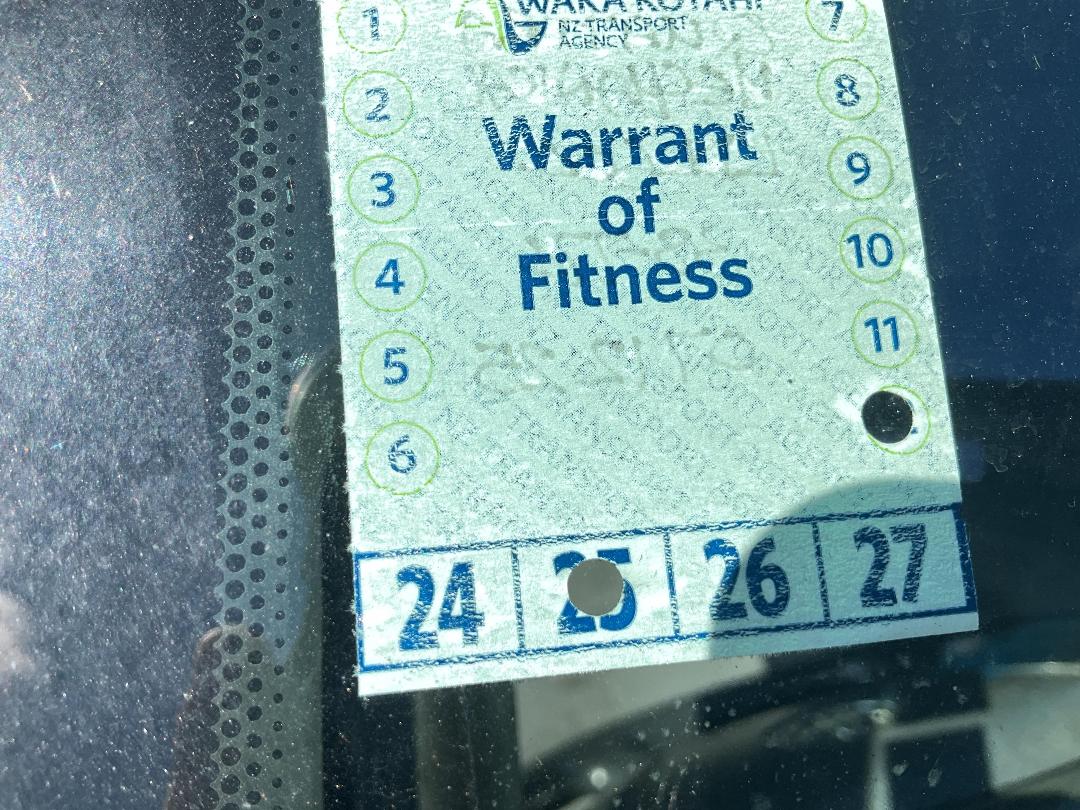 WAKA KOTAHI
NZ TRANSPORT
AGENCY
Warrant
of
Fitness
1
2
3
4
5
6
7
8
9
10
11
24
25
26
27